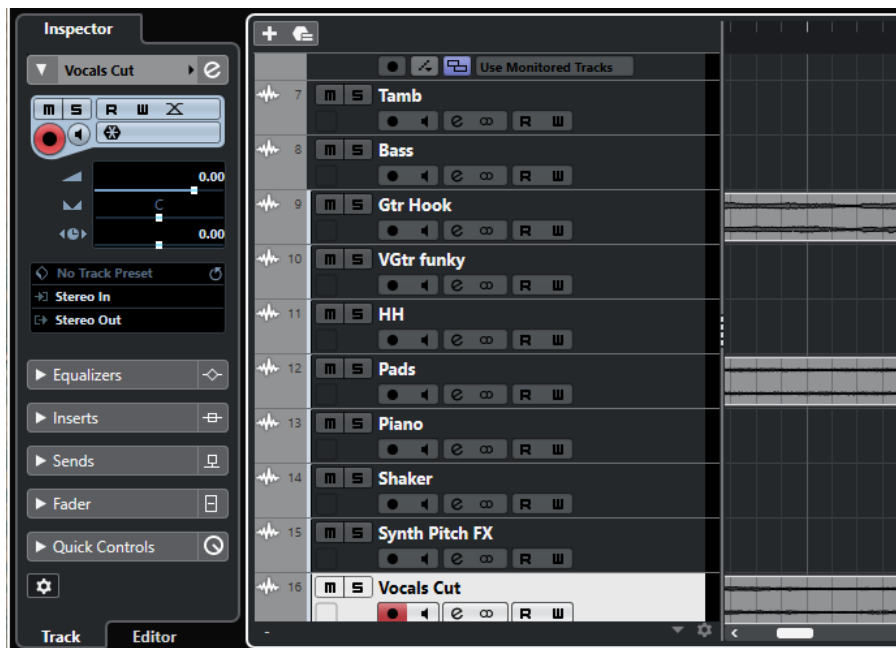 Inspector
Vocals Cut
m S R W
0.00
C
0.00
No Track Preset
Stereo In
Stereo Out
Equalizers
Inserts
Sends
Fader
Quick Controls
Track Editor
Use Monitored Tracks
7 m S Tamb
e R W
8 m S Bass
e R W
9 m S Gtr Hook
e R W
10 m S VGtr funky
e R W
11 m S HH
e R W
12 m S Pads
e R W
13 m S Piano
e R W
14 m S Shaker
e R W
15 m S Synth Pitch FX
e R W
16 m S Vocals Cut
e R W